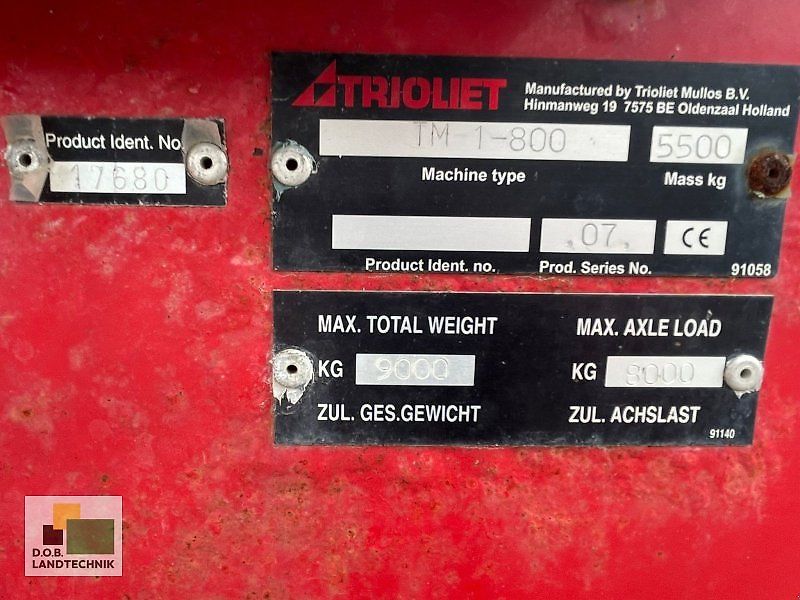 Product Ident. No.
17680
TRIOLIET
Manufactured by Trioliet Mullos B.V.
Hinmanweg 19 7575 BE Oldenzaal Holland
TM-1-800
5500
Machine type
Mass kg
.07.
CE
Product Ident. no.
Prod. Series No.
91058
MAX. TOTAL WEIGHT
MAX. AXLE LOAD
KG 9000
KG 8000
ZUL. GES.GEWICHT
ZUL. ACHSLAST
91140
D.O.B.
LANDTECHNIK